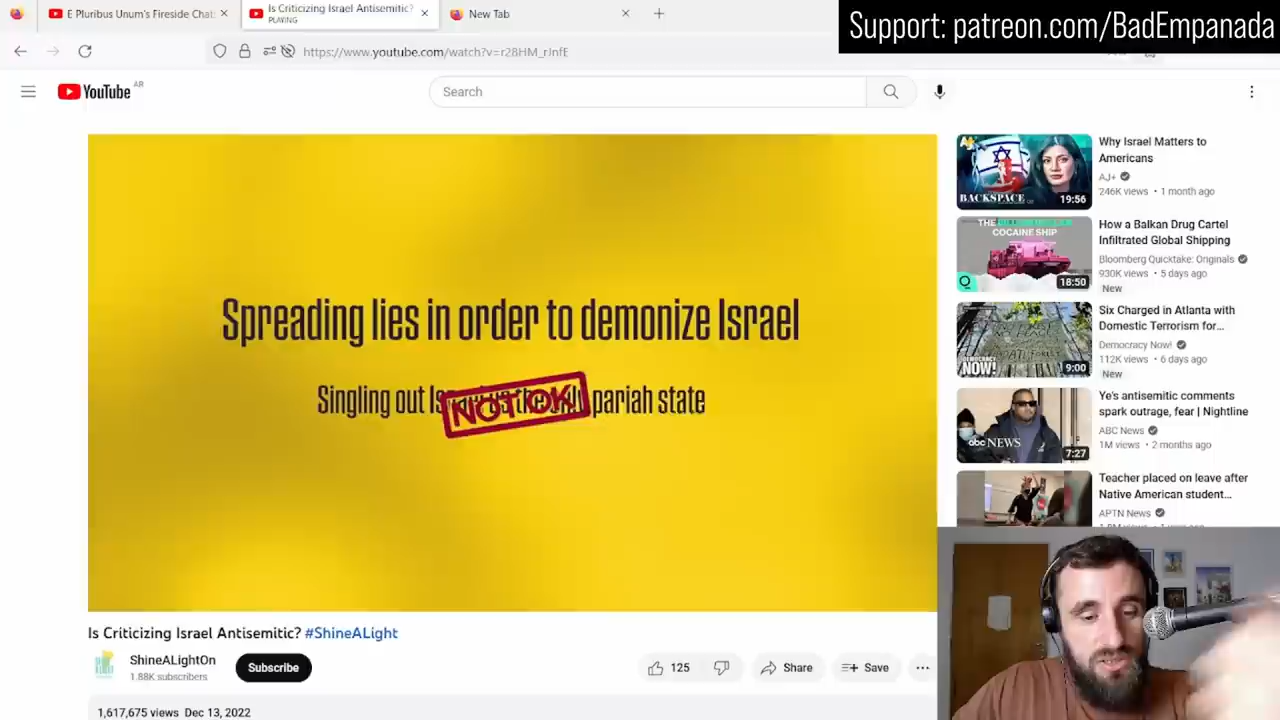 E Pluribus Unum's Fireside Chat
Is Criticizing Israel Antisemitic?
PLAYING
New Tab
Support: patreon.com/BadEmpanada
https://www.youtube.com/watch?v=r28HM_rJnfE
YouTube AR
Search
Spreading lies in order to demonize Israel
Singling out pariah state
NOT OK
Why Israel Matters to
Americans
AJ+
246K views • 1 month ago
BACKSPACE
19:56
How a Balkan Drug Cartel
Infiltrated Global Shipping
Bloomberg Quicktake: Originals
930K views • 5 days ago
New
THE
COCAINE SHIP
18:50
Six Charged in Atlanta with
Domestic Terrorism for...
Democracy Now!
112K views • 6 days ago
New
DEMOCRACY
NOW!
9:00
Ye's antisemitic comments
spark outrage, fear | Nightline
ABC News
1M views • 2 months ago
abc NEWS
7:27
Teacher placed on leave after
Native American student...
APTN News
Is Criticizing Israel Antisemitic? #ShineALight
ShineALightOn
1.88K subscribers
Subscribe
125
Share
Save
1,617,675 views Dec 13, 2022